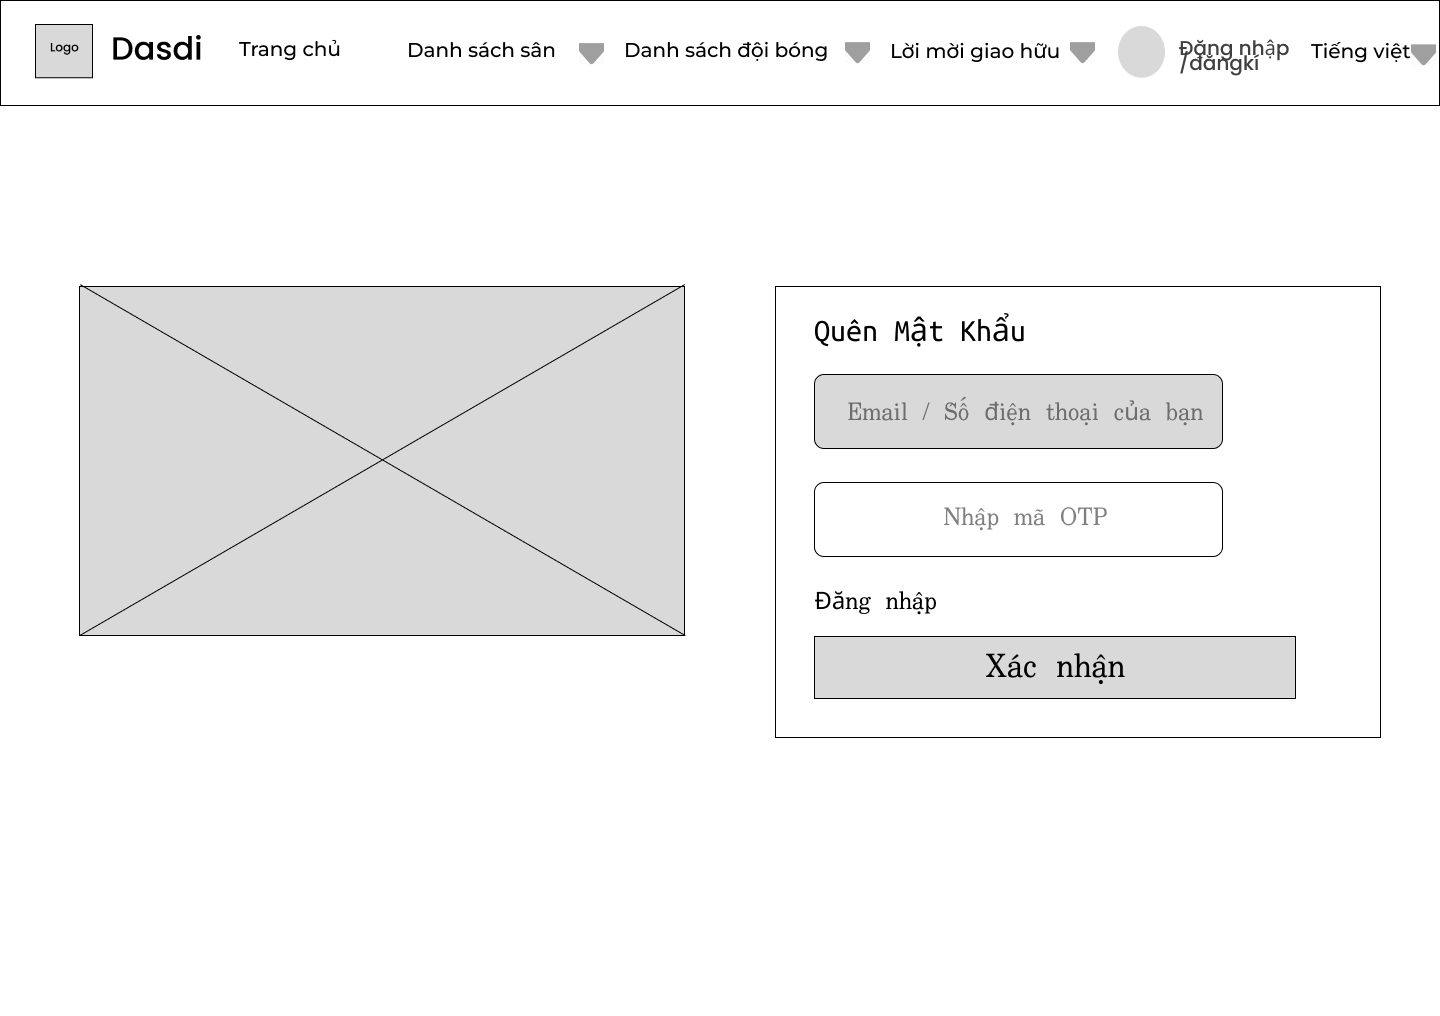 Logo
Dasdi
Trang chủ
Danh sách sân
Danh sách đội bóng
Lời mời giao hữu
Đăng nhập
/đăngkí
Tiếng việt
Quên Mật Khẩu
Email / Số điện thoại của bạn
Nhập mã OTP
Đăng nhập
Xác nhận